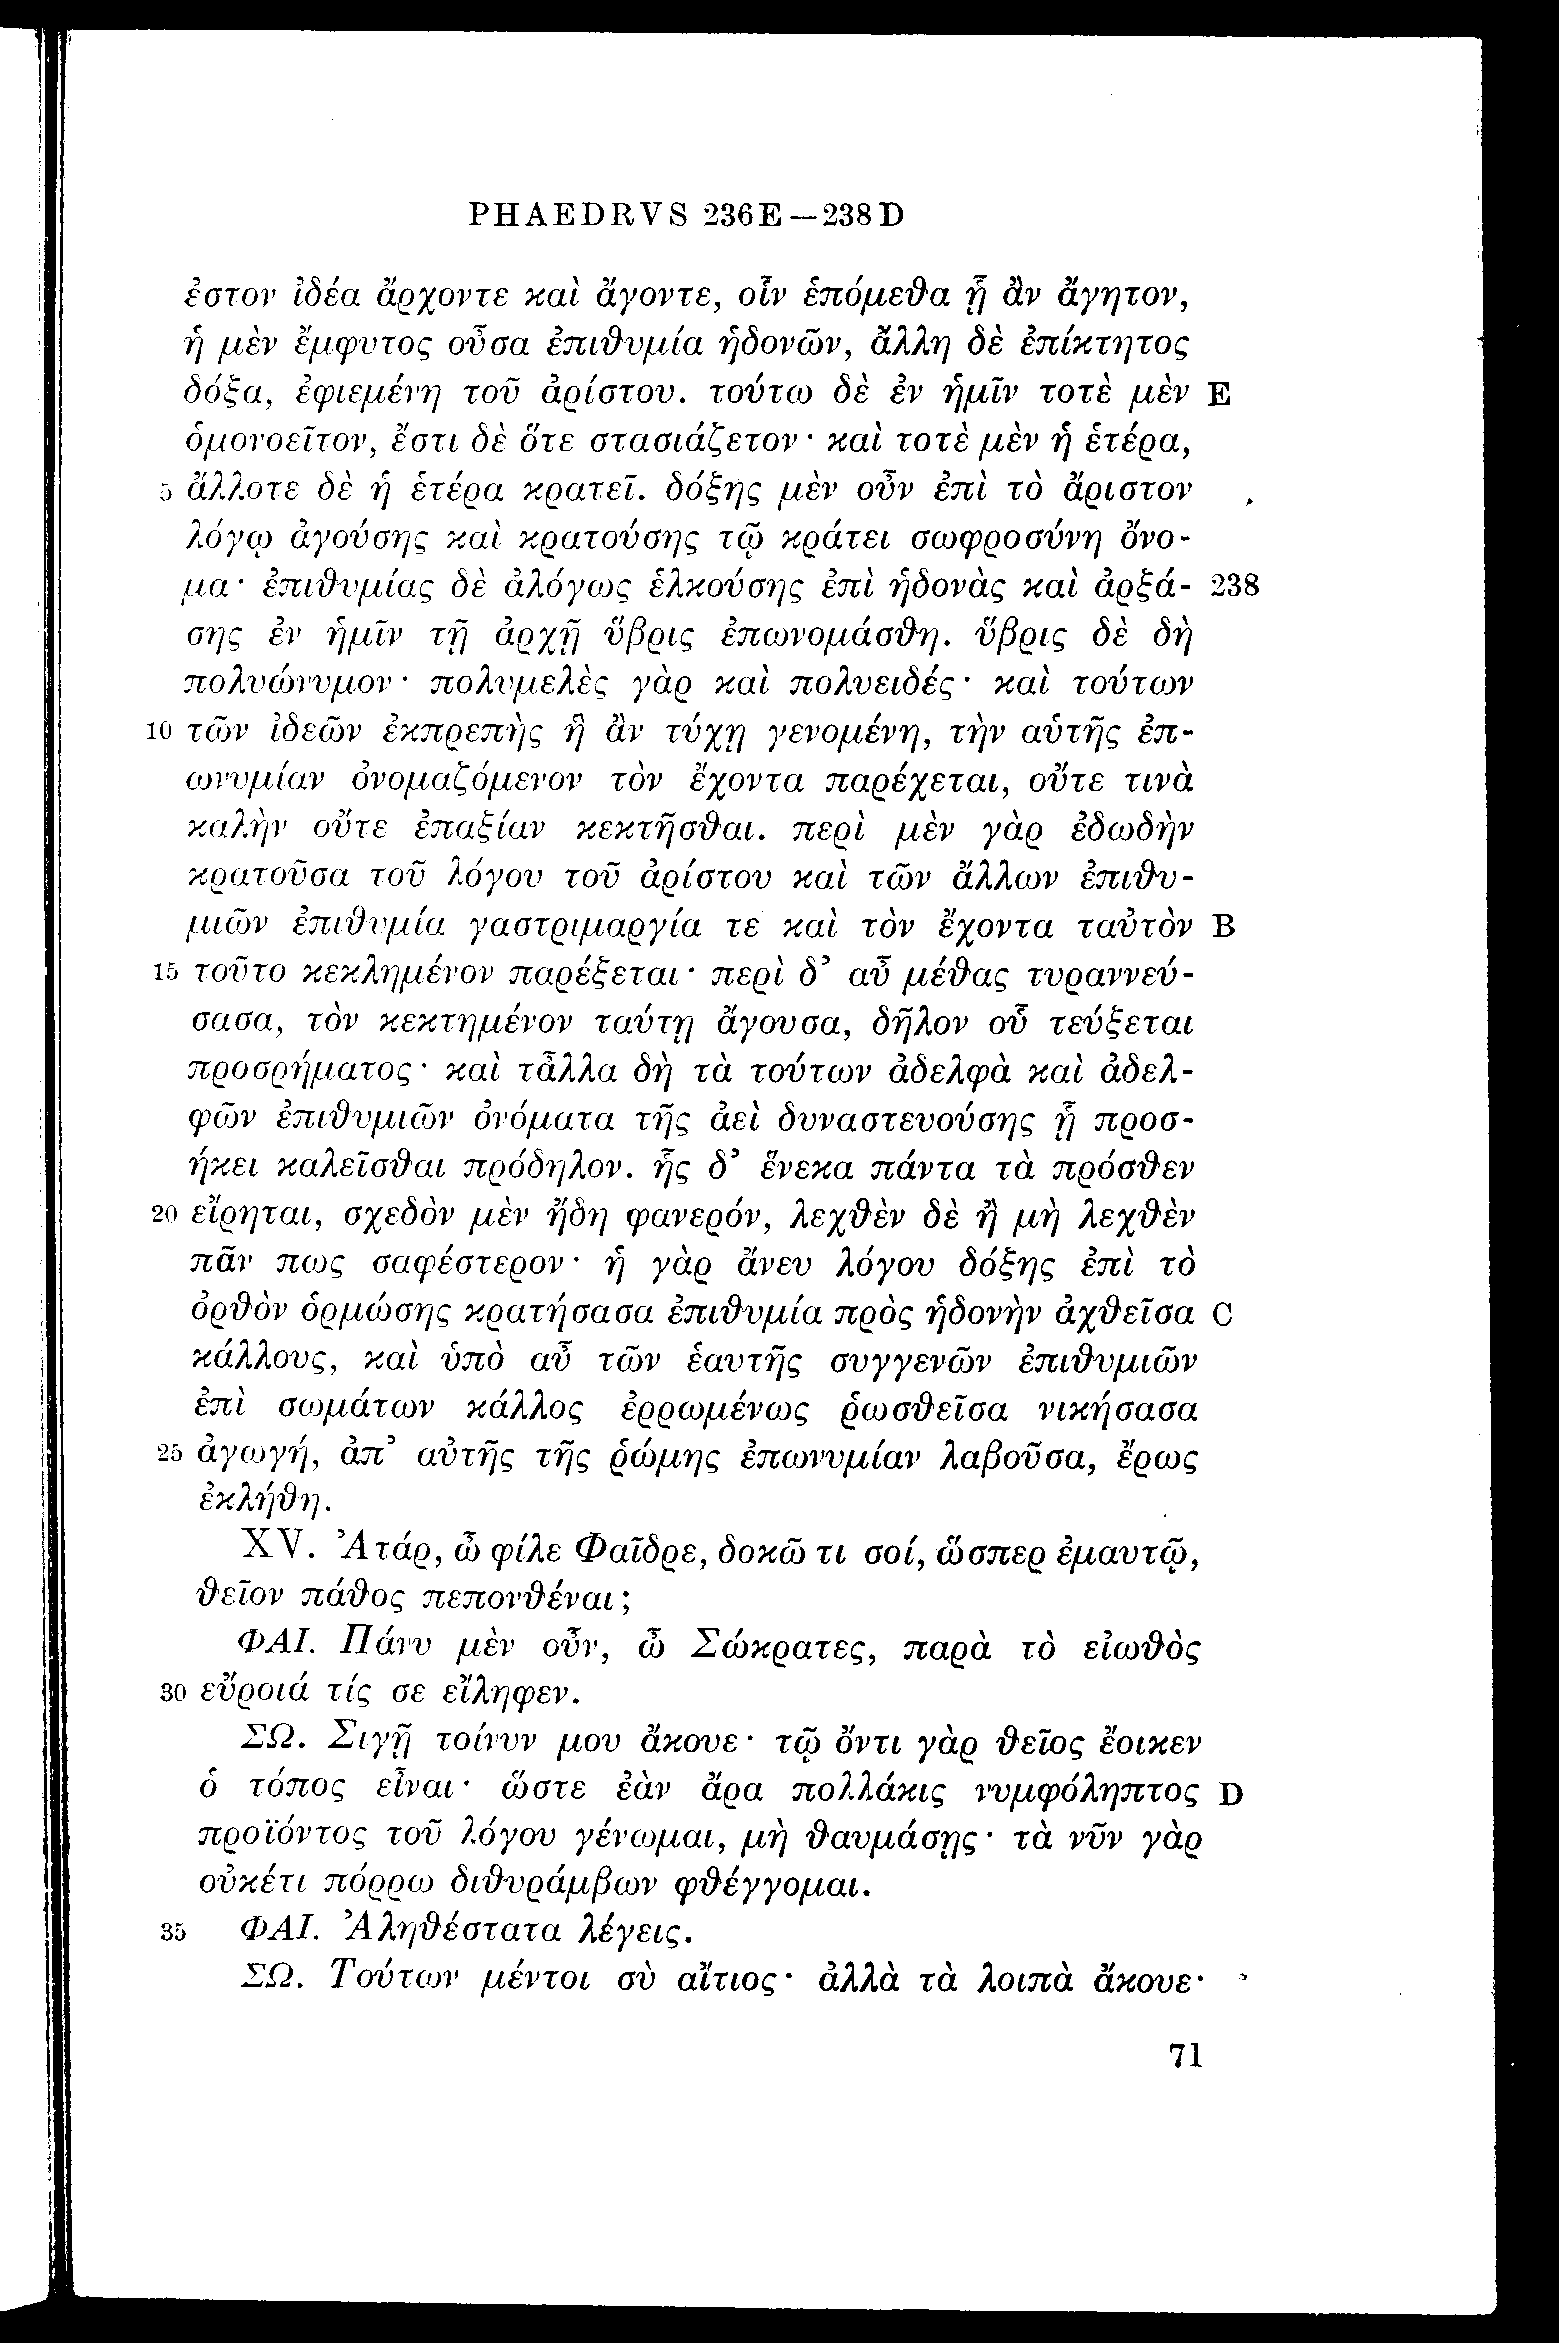 PHAEDRVS 236E—238D
ἐστον ἰδέα ἄρχοντε καὶ ἄγοντε, οἷν ἑπόμεθα ᾗ ἂν ἄγητον,
ἡ μὲν ἔμφυτος οὖσα ἐπιθυμία ἡδονῶν, ἄλλη δὲ ἐπίκτητος
δόξα, ἐφιεμένη τοῦ ἀρίστου. τούτω δὲ ἐν ἡμῖν τοτὲ μὲν E
ὁμονοεῖτον, ἔστι δὲ ὅτε στασιάζετον· καὶ τοτὲ μὲν ἡ ἑτέρα,
5 ἄλλοτε δὲ ἡ ἑτέρα κρατεῖ. δόξης μὲν οὖν ἐπὶ τὸ ἄριστον
λόγῳ ἀγούσης καὶ κρατούσης τῷ κράτει σωφροσύνη ὄνο-
μα· ἐπιθυμίας δὲ ἀλόγως ἑλκούσης ἐπὶ ἡδονὰς καὶ ἀρξά- 238
σης ἐν ἡμῖν τῇ ἀρχῇ ὕβρις ἐπωνομάσθη. ὕβρις δὲ δὴ
πολυώνυμον· πολυμελὲς γὰρ καὶ πολυειδές· καὶ τούτων
10 τῶν ἰδεῶν ἐκπρεπὴς ἣ ἂν τύχῃ γενομένη, τὴν αὑτῆς ἐπ-
ωνυμίαν ὀνομαζόμενον τὸν ἔχοντα παρέχεται, οὔτε τινὰ
καλὴν οὔτε ἐπαξίαν κεκτῆσθαι. περὶ μὲν γὰρ ἐδωδὴν
κρατοῦσα τοῦ λόγου τοῦ ἀρίστου καὶ τῶν ἄλλων ἐπιθυ-
μιῶν ἐπιθυμία γαστριμαργία τε καὶ τὸν ἔχοντα ταὐτὸν B
15 τοῦτο κεκλημένον παρέξεται· περὶ δ’ αὖ μέθας τυραννεύ-
σασα, τὸν κεκτημένον ταύτῃ ἄγουσα, δῆλον οὗ τεύξεται
προσρήματος· καὶ τἆλλα δὴ τὰ τούτων ἀδελφὰ καὶ ἀδελ-
φῶν ἐπιθυμιῶν ὀνόματα τῆς ἀεὶ δυναστευούσης ᾗ προσ-
ήκει καλεῖσθαι πρόδηλον. ἧς δ’ ἕνεκα πάντα τὰ πρόσθεν
20 εἴρηται, σχεδὸν μὲν ἤδη φανερόν, λεχθὲν δὲ ἢ μὴ λεχθὲν
πᾶν πως σαφέστερον· ἡ γὰρ ἄνευ λόγου δόξης ἐπὶ τὸ
ὀρθὸν ὁρμώσης κρατήσασα ἐπιθυμία πρὸς ἡδονὴν ἀχθεῖσα C
κάλλους, καὶ ὑπὸ αὖ τῶν ἑαυτῆς συγγενῶν ἐπιθυμιῶν
ἐπὶ σωμάτων κάλλος ἐρρωμένως ῥωσθεῖσα νικήσασα
25 ἀγωγή, ἀπ’ αὐτῆς τῆς ῥώμης ἐπωνυμίαν λαβοῦσα, ἔρως
ἐκλήθη.
XV. Ἀτάρ, ὦ φίλε Φαῖδρε, δοκῶ τι σοί, ὥσπερ ἐμαυτῷ,
θεῖον πάθος πεπονθέναι;
ΦΑΙ. Πάνυ μὲν οὖν, ὦ Σώκρατες, παρὰ τὸ εἰωθὸς
30 εὔροιά τίς σε εἴληφεν.
ΣΩ. Σιγῇ τοίνυν μου ἄκουε· τῷ ὄντι γὰρ θεῖος ἔοικεν
ὁ τόπος εἶναι· ὥστε ἐὰν ἄρα πολλάκις νυμφόληπτος D
προϊόντος τοῦ λόγου γένωμαι, μὴ θαυμάσῃς· τὰ νῦν γὰρ
οὐκέτι πόρρω διθυράμβων φθέγγομαι.
35 ΦΑΙ. Ἀληθέστατα λέγεις.
ΣΩ. Τούτων μέντοι σὺ αἴτιος· ἀλλὰ τὰ λοιπὰ ἄκουε·
71